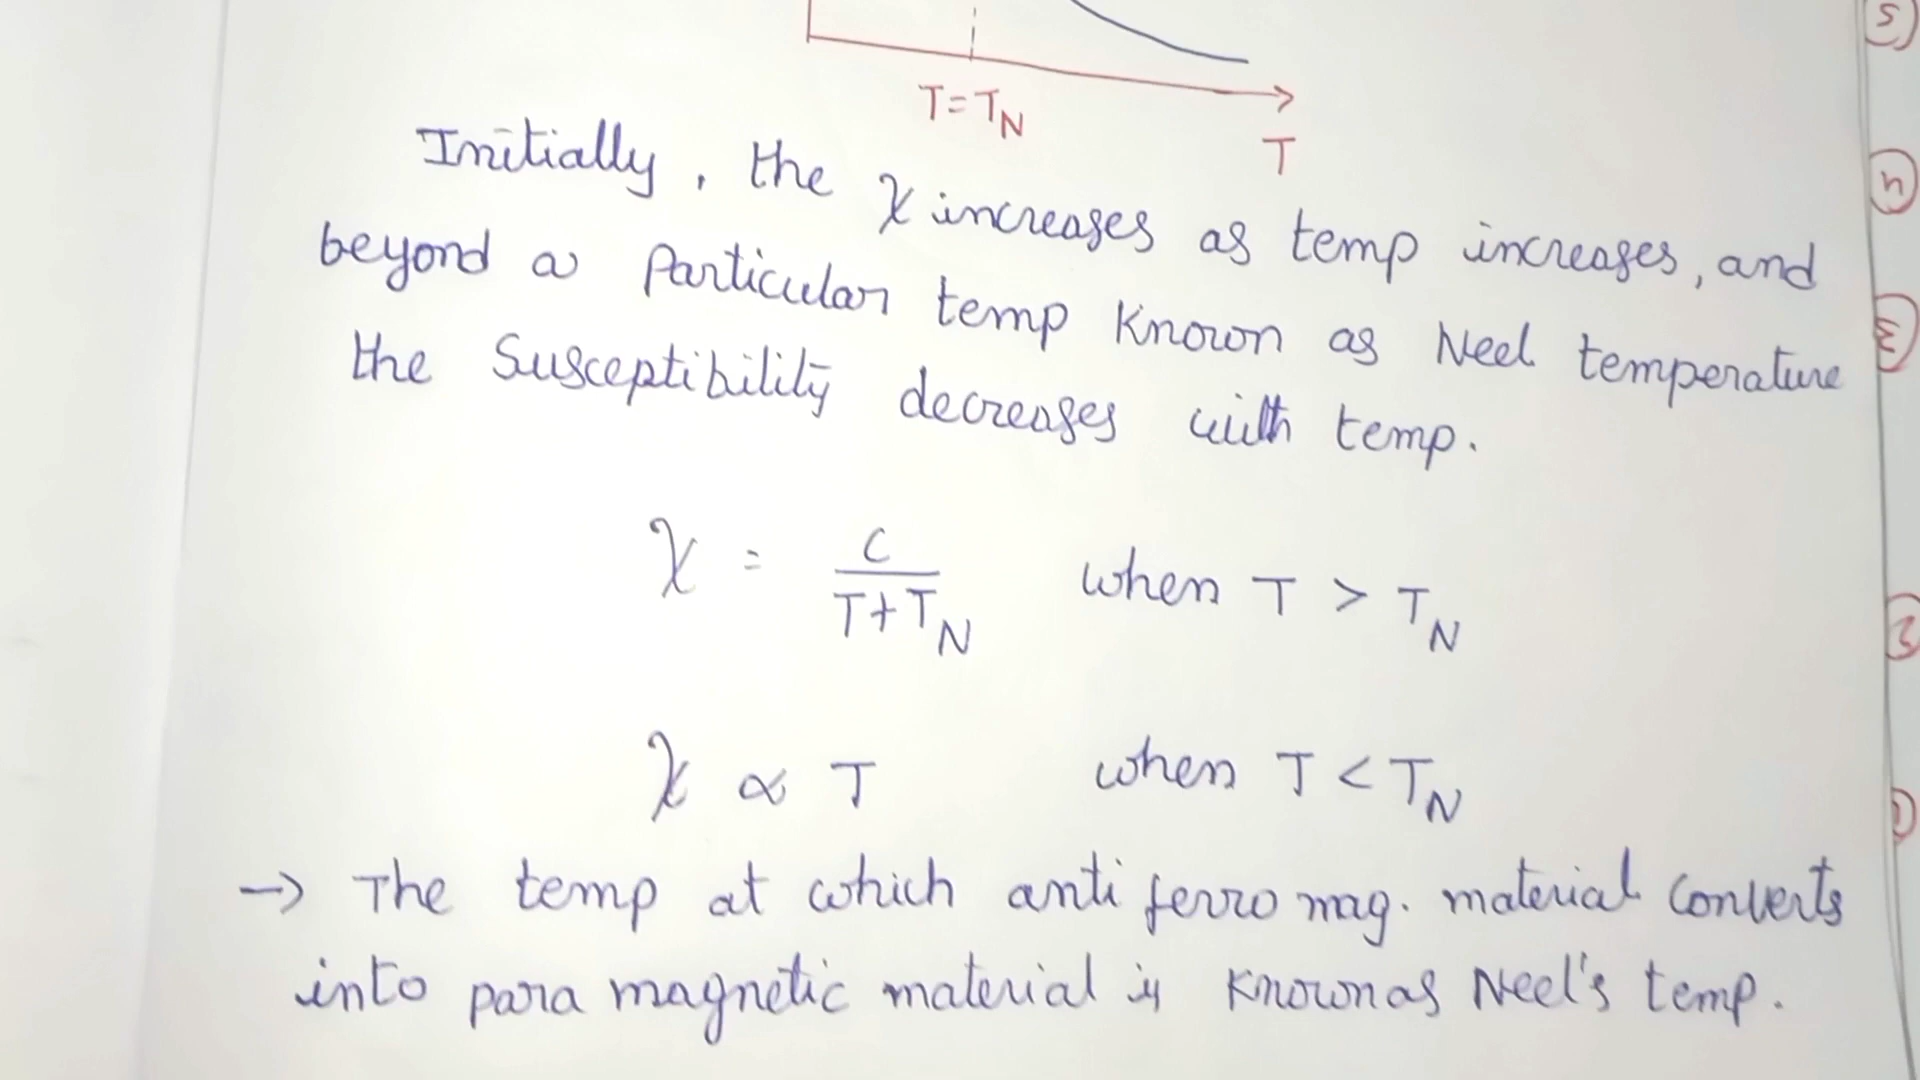 T=T_N
T
Initially, the χ increases as temp increases, and
beyond a Particular temp known as Neel temperature
the Susceptibility decreases with temp.
χ = C/(T+T_N) when T > T_N
χ ∝ T when T < T_N
→ The temp at which anti ferro mag. material converts
into para magnetic material is known as Neel's temp.